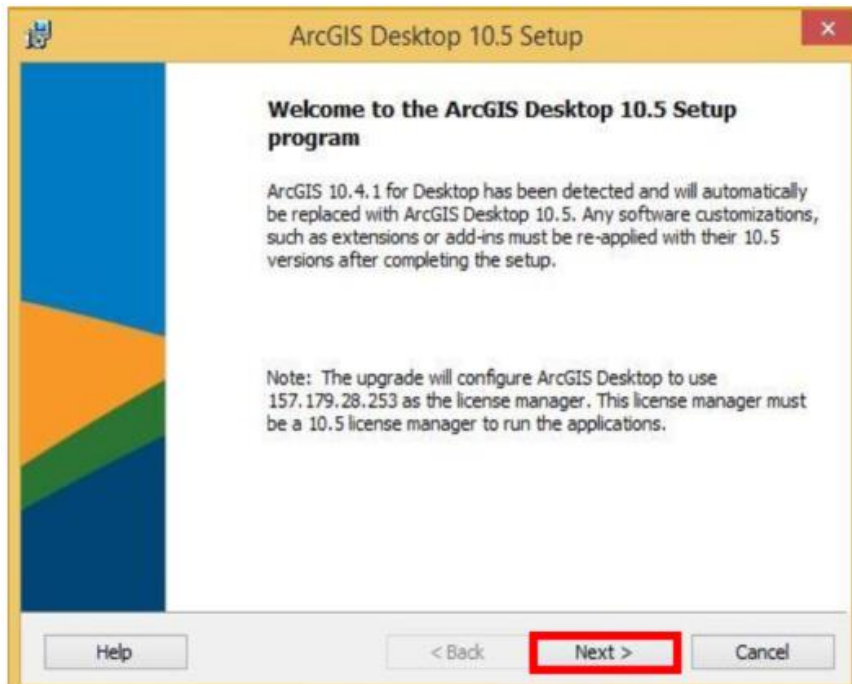 ArcGIS Desktop 10.5 Setup
Welcome to the ArcGIS Desktop 10.5 Setup
program
ArcGIS 10.4.1 for Desktop has been detected and will automatically
be replaced with ArcGIS Desktop 10.5. Any software customizations,
such as extensions or add-ins must be re-applied with their 10.5
versions after completing the setup.
Note: The upgrade will configure ArcGIS Desktop to use
157.179.28.253 as the license manager. This license manager must
be a 10.5 license manager to run the applications.
Help < Back Next > Cancel